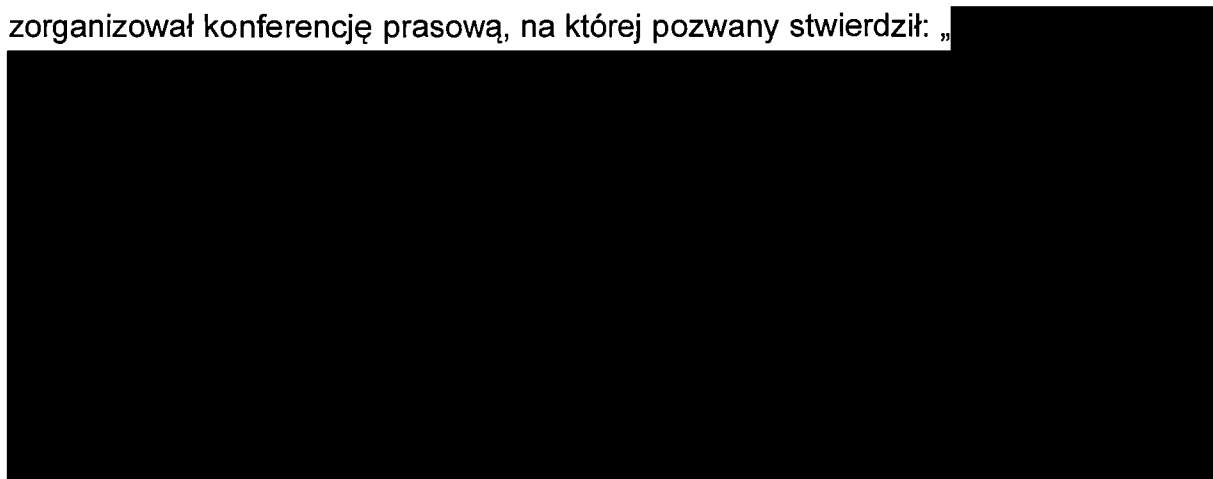 zorganizował konferencję prasową, na której pozwany stwierdził: „